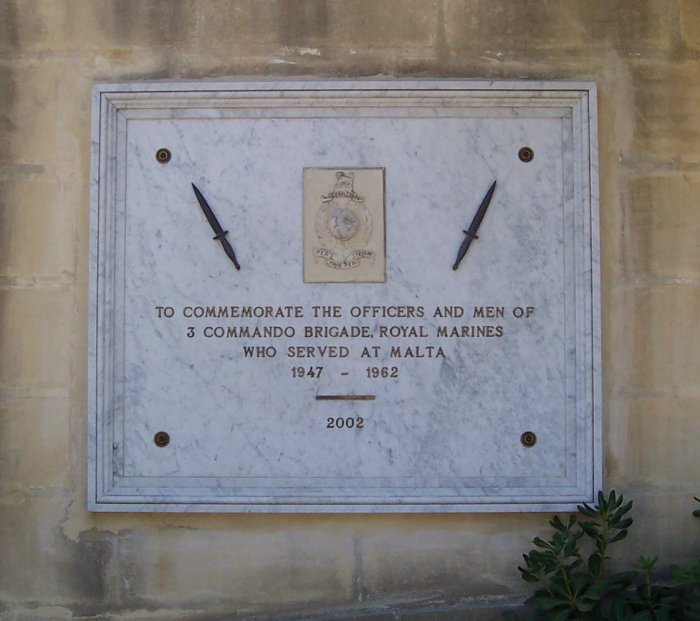 TO COMMEMORATE THE OFFICERS AND MEN OF
3 COMMANDO BRIGADE, ROYAL MARINES
WHO SERVED AT MALTA
1947 - 1962
2002